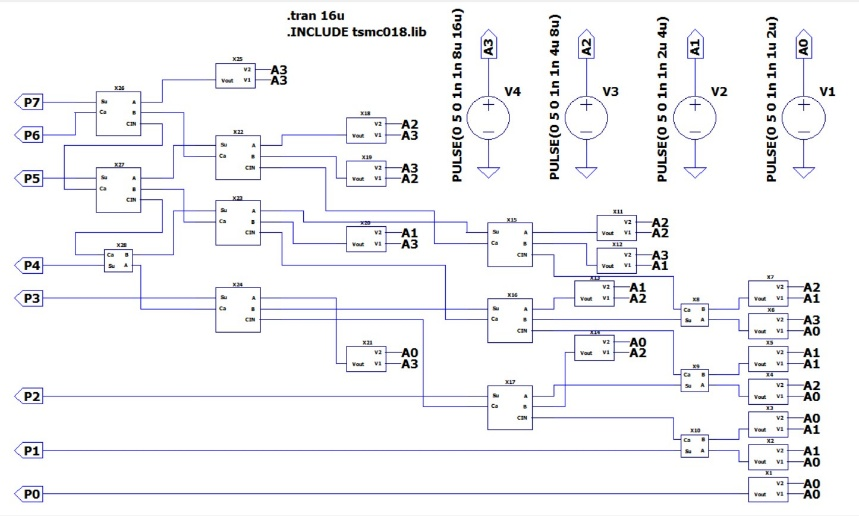 .tran 16u
.INCLUDE tsmc018.lib
PULSE(0 5 0 1n 1n 8u 16u)
A3
V4
PULSE(0 5 0 1n 1n 4u 8u)
A2
V3
PULSE(0 5 0 1n 1n 2u 4u)
A1
V2
PULSE(0 5 0 1n 1n 1u 2u)
A0
V1
X25
V2 A3
Vout V1 A3
X26
P7 Su A
Ca B
P6 CIN
X18
V2 A2
Vout V1 A3
X22
Su A
Ca B
CIN
X19
V2 A3
Vout V1 A2
X27
P5 Su A
Ca B
CIN
X23
Su A
Ca B
CIN
X20
V2 A1
Vout V1 A3
X11
V2 A2
Vout V1 A2
X15
Su A
Ca B
CIN
X12
V2 A3
Vout V1 A1
X28
Ca B
P4 Su A
X13
V2 A1
Vout V1 A2
X7
V2 A2
Vout V1 A1
X24
P3 Su A
Ca B
CIN
X16
Su A
Ca B
CIN
X8
Ca B
Su A
X6
V2 A3
Vout V1 A0
X14
V2 A0
Vout V1 A2
X21
V2 A0
Vout V1 A3
X5
V2 A1
Vout V1 A1
X9
Ca B
Su A
X4
V2 A2
Vout V1 A0
X17
P2 Su A
Ca B
CIN
X3
V2 A0
Vout V1 A1
X10
Ca B
P1 Su A
X2
V2 A1
Vout V1 A0
X1
V2 A0
P0 Vout V1 A0